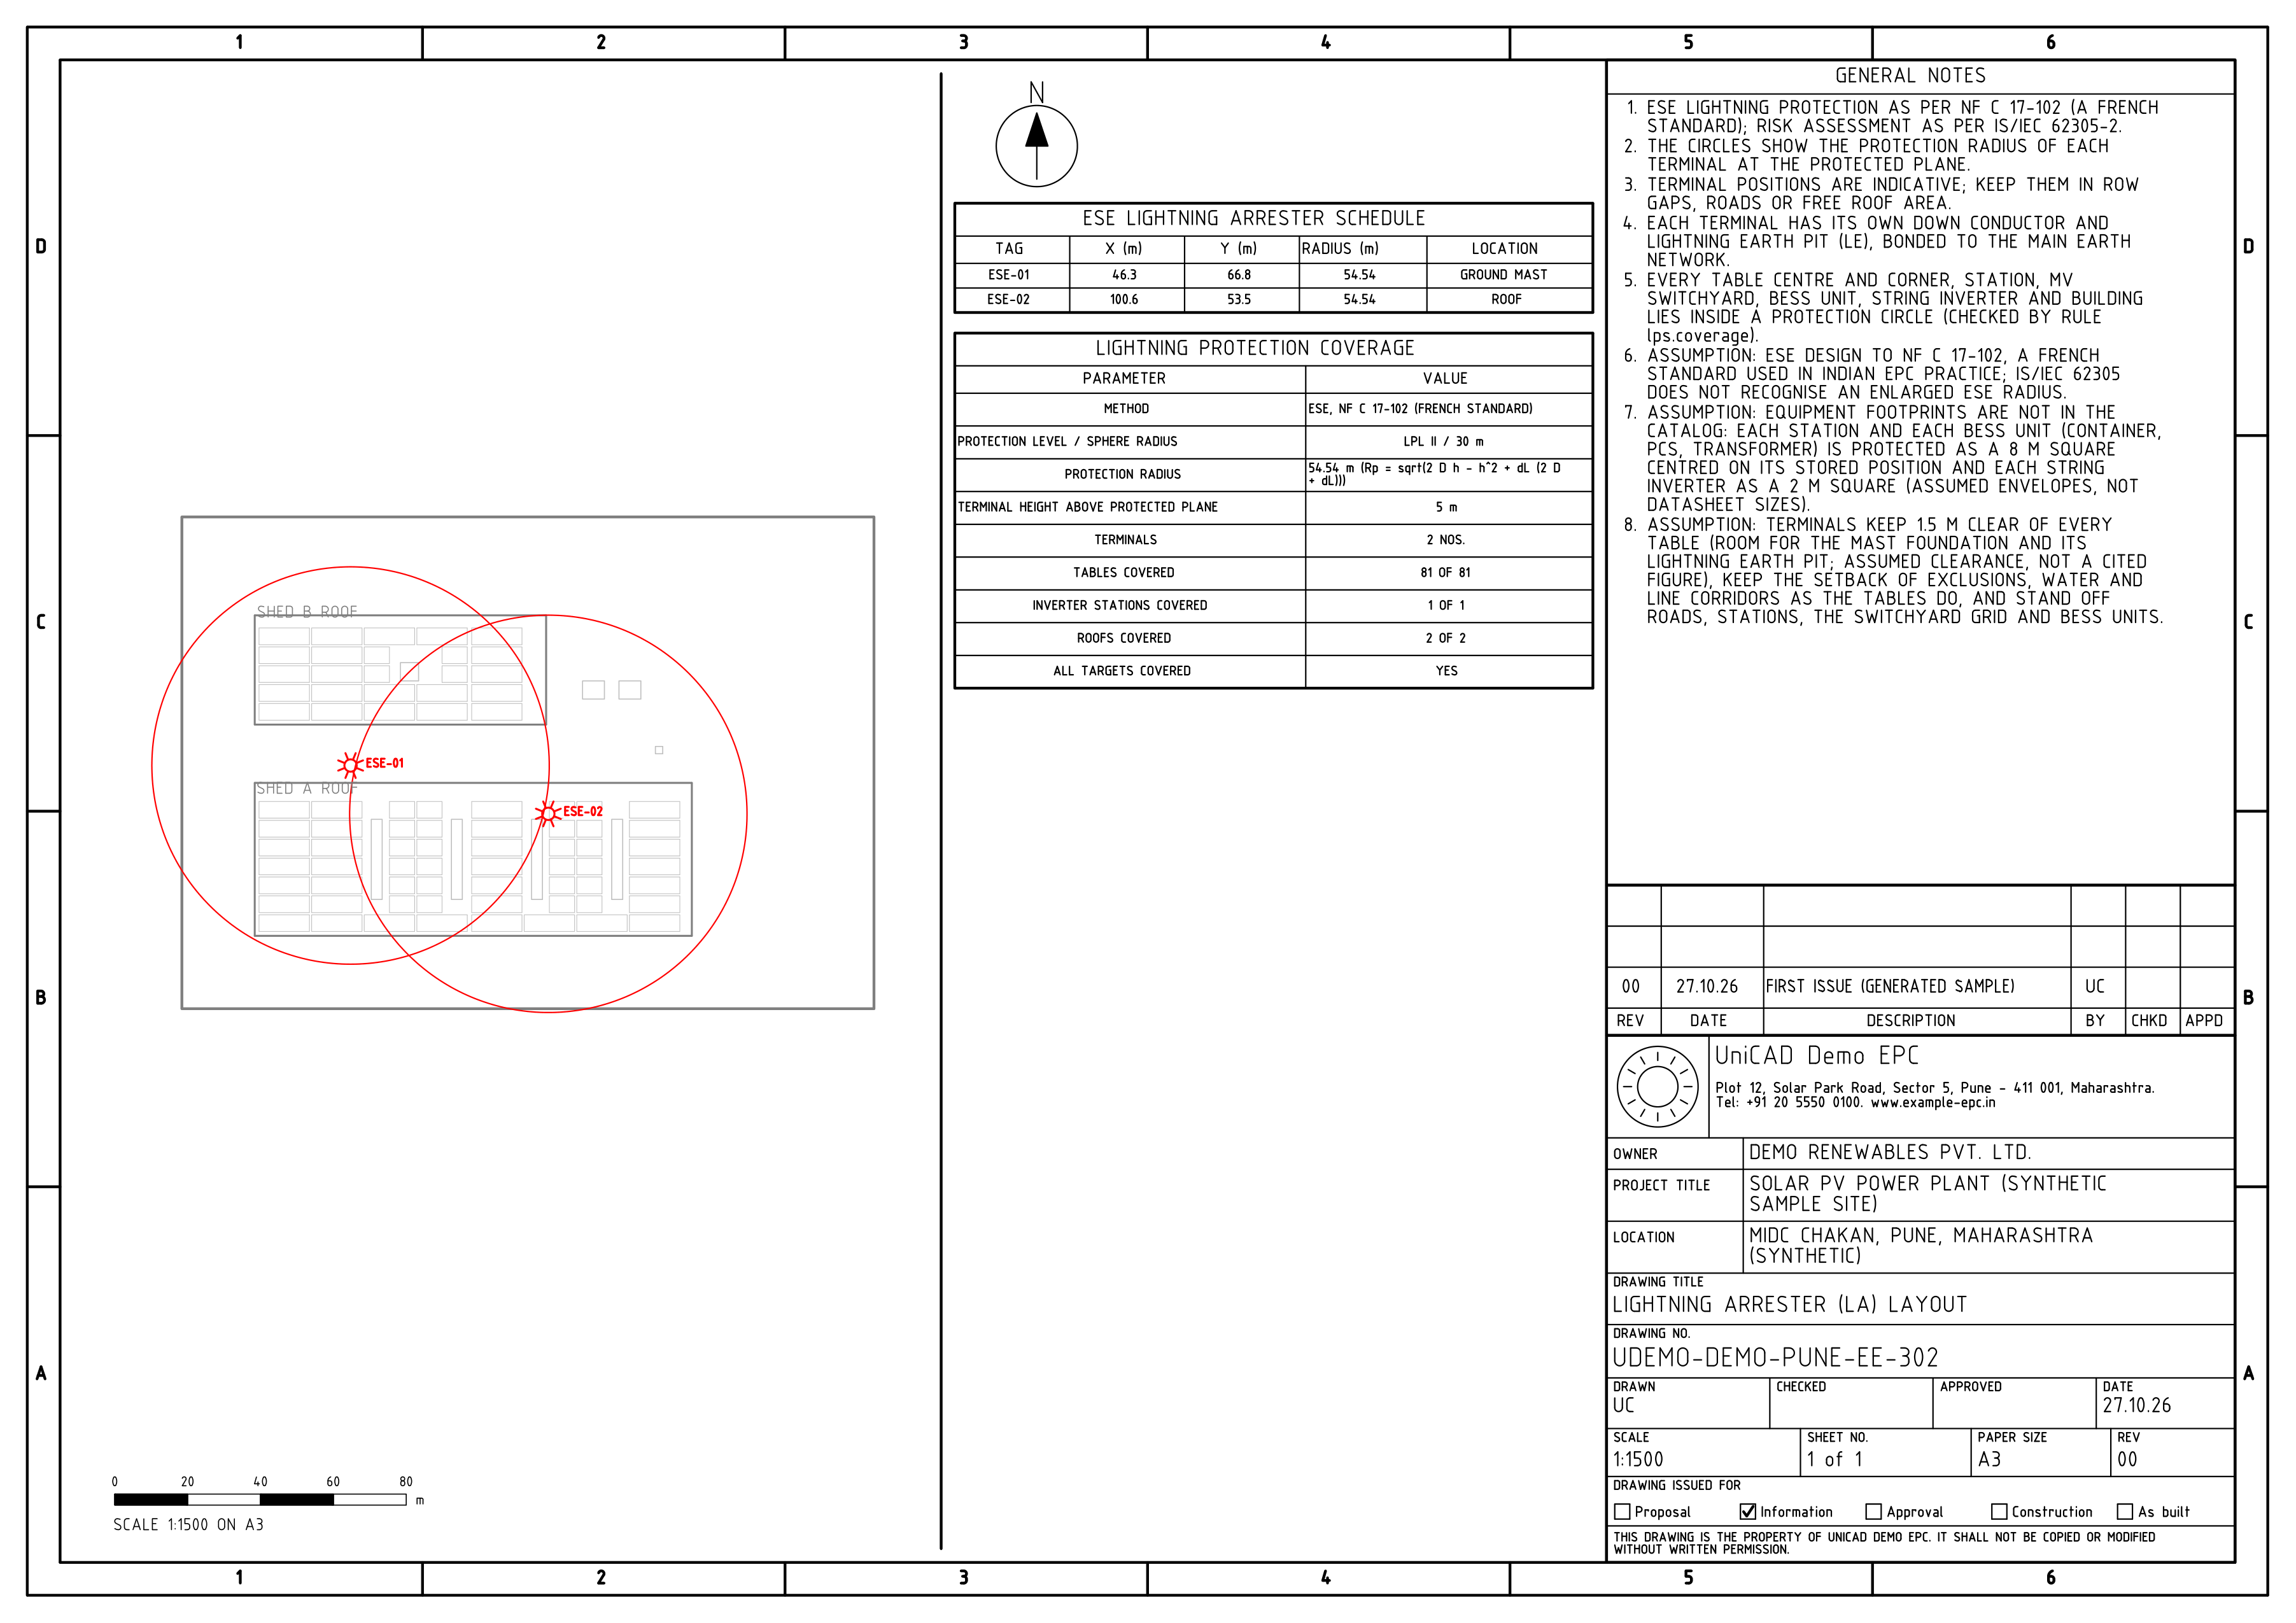 1 2 3 4 5 6
D
C
B
A
D
C
B
A
1 2 3 4 5 6
N
SHED B ROOF
ESE-01
SHED A ROOF
ESE-02
0 20 40 60 80
m
SCALE 1:1500 ON A3
ESE LIGHTNING ARRESTER SCHEDULE
TAG X (m) Y (m) RADIUS (m) LOCATION
ESE-01 46.3 66.8 54.54 GROUND MAST
ESE-02 100.6 53.5 54.54 ROOF
LIGHTNING PROTECTION COVERAGE
PARAMETER VALUE
METHOD ESE, NF C 17-102 (FRENCH STANDARD)
PROTECTION LEVEL / SPHERE RADIUS LPL II / 30 m
PROTECTION RADIUS 54.54 m (Rp = sqrt(2 D h - h^2 + dL (2 D
+ dL)))
TERMINAL HEIGHT ABOVE PROTECTED PLANE 5 m
TERMINALS 2 NOS.
TABLES COVERED 81 OF 81
INVERTER STATIONS COVERED 1 OF 1
ROOFS COVERED 2 OF 2
ALL TARGETS COVERED YES
GENERAL NOTES
1. ESE LIGHTNING PROTECTION AS PER NF C 17-102 (A FRENCH
STANDARD); RISK ASSESSMENT AS PER IS/IEC 62305-2.
2. THE CIRCLES SHOW THE PROTECTION RADIUS OF EACH
TERMINAL AT THE PROTECTED PLANE.
3. TERMINAL POSITIONS ARE INDICATIVE; KEEP THEM IN ROW
GAPS, ROADS OR FREE ROOF AREA.
4. EACH TERMINAL HAS ITS OWN DOWN CONDUCTOR AND
LIGHTNING EARTH PIT (LE), BONDED TO THE MAIN EARTH
NETWORK.
5. EVERY TABLE CENTRE AND CORNER, STATION, MV
SWITCHYARD, BESS UNIT, STRING INVERTER AND BUILDING
LIES INSIDE A PROTECTION CIRCLE (CHECKED BY RULE
lps.coverage).
6. ASSUMPTION: ESE DESIGN TO NF C 17-102, A FRENCH
STANDARD USED IN INDIAN EPC PRACTICE; IS/IEC 62305
DOES NOT RECOGNISE AN ENLARGED ESE RADIUS.
7. ASSUMPTION: EQUIPMENT FOOTPRINTS ARE NOT IN THE
CATALOG: EACH STATION AND EACH BESS UNIT (CONTAINER,
PCS, TRANSFORMER) IS PROTECTED AS A 8 M SQUARE
CENTRED ON ITS STORED POSITION AND EACH STRING
INVERTER AS A 2 M SQUARE (ASSUMED ENVELOPES, NOT
DATASHEET SIZES).
8. ASSUMPTION: TERMINALS KEEP 1.5 M CLEAR OF EVERY
TABLE (ROOM FOR THE MAST FOUNDATION AND ITS
LIGHTNING EARTH PIT; ASSUMED CLEARANCE, NOT A CITED
FIGURE), KEEP THE SETBACK OF EXCLUSIONS, WATER AND
LINE CORRIDORS AS THE TABLES DO, AND STAND OFF
ROADS, STATIONS, THE SWITCHYARD GRID AND BESS UNITS.
00 27.10.26 FIRST ISSUE (GENERATED SAMPLE) UC
REV DATE DESCRIPTION BY CHKD APPD
UniCAD Demo EPC
Plot 12, Solar Park Road, Sector 5, Pune - 411 001, Maharashtra.
Tel: +91 20 5550 0100. www.example-epc.in
OWNER DEMO RENEWABLES PVT. LTD.
PROJECT TITLE SOLAR PV POWER PLANT (SYNTHETIC
SAMPLE SITE)
LOCATION MIDC CHAKAN, PUNE, MAHARASHTRA
(SYNTHETIC)
DRAWING TITLE
LIGHTNING ARRESTER (LA) LAYOUT
DRAWING NO.
UDEMO-DEMO-PUNE-EE-302
DRAWN CHECKED APPROVED DATE
UC 27.10.26
SCALE SHEET NO. PAPER SIZE REV
1:1500 1 of 1 A3 00
DRAWING ISSUED FOR
Proposal Information Approval Construction As built
THIS DRAWING IS THE PROPERTY OF UNICAD DEMO EPC. IT SHALL NOT BE COPIED OR MODIFIED
WITHOUT WRITTEN PERMISSION.